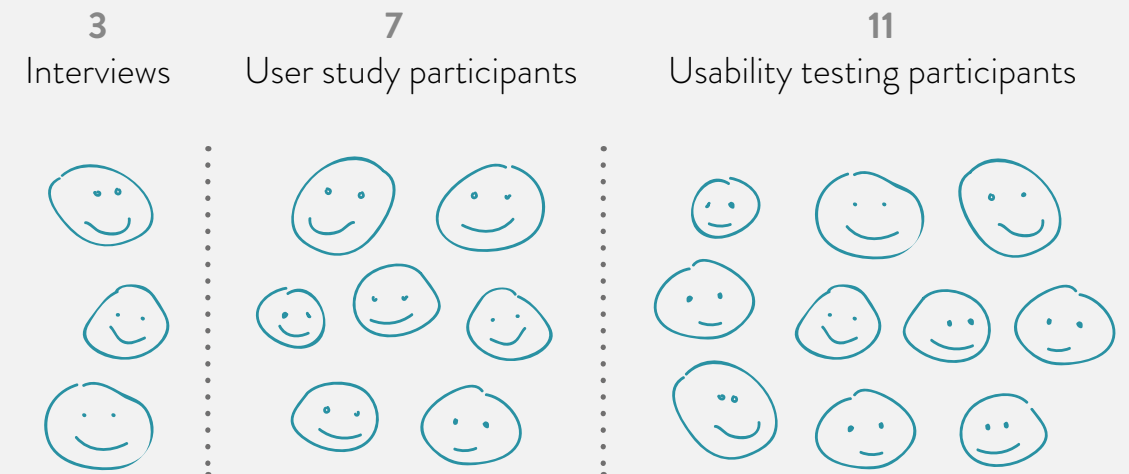 3
Interviews
7
User study participants
11
Usability testing participants